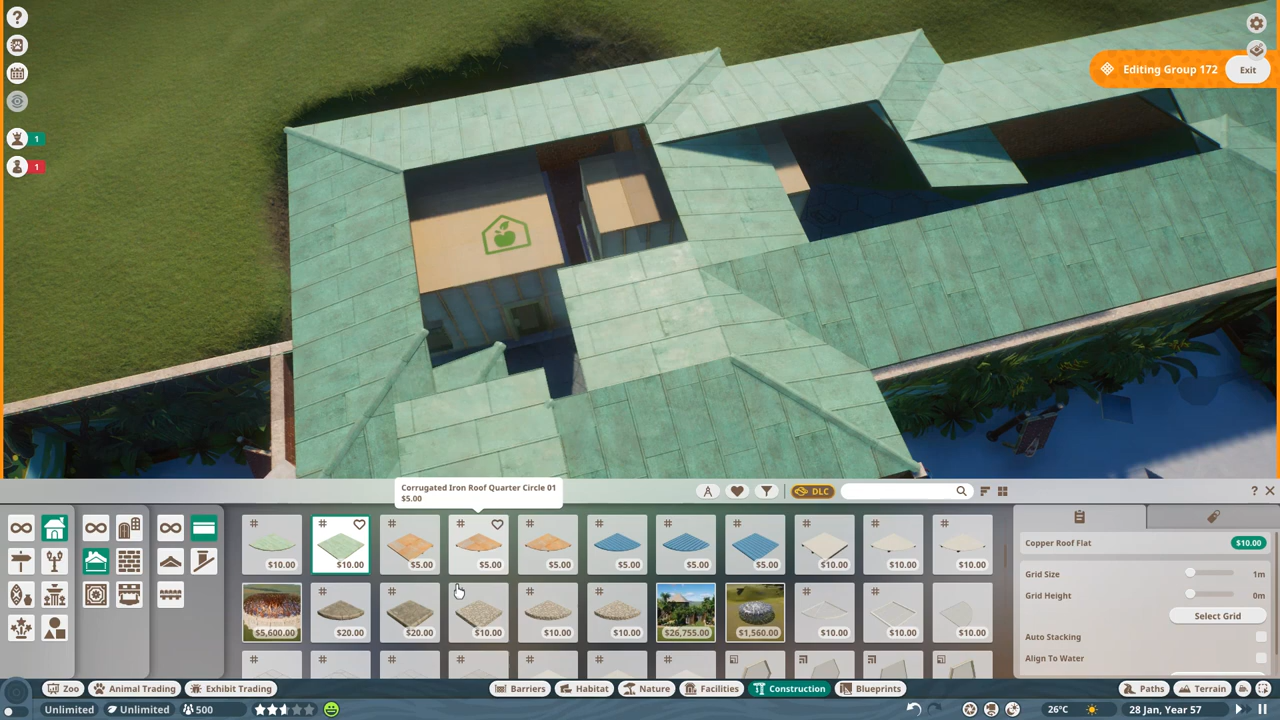 ?
Editing Group 172
Exit
1
1
Corrugated Iron Roof Quarter Circle 01
$5.00
DLC
?
$10.00
$10.00
$5.00
$5.00
$5.00
$5.00
$5.00
$5.00
$10.00
$10.00
$10.00
$5,600.00
$20.00
$20.00
$10.00
$10.00
$10.00
$26,755.00
$1,560.00
$10.00
$10.00
$10.00
Copper Roof Flat
$10.00
Grid Size
1m
Grid Height
0m
Select Grid
Auto Stacking
Align To Water
Zoo
Animal Trading
Exhibit Trading
Barriers
Habitat
Nature
Facilities
Construction
Blueprints
Paths
Terrain
Unlimited
Unlimited
500
26°C
28 Jan, Year 57